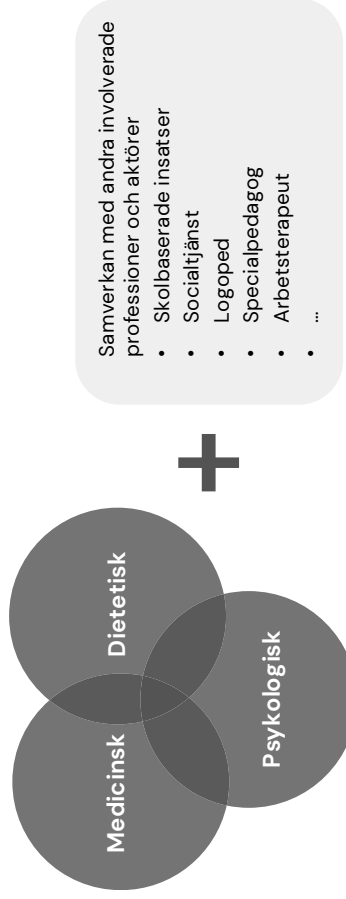 Medicinsk
Dietetisk
Psykologisk
+
Samverkan med andra involverade
professioner och aktörer
• Skolbaserade insatser
• Socialtjänst
• Logoped
• Specialpedagog
• Arbetsterapeut
• ...